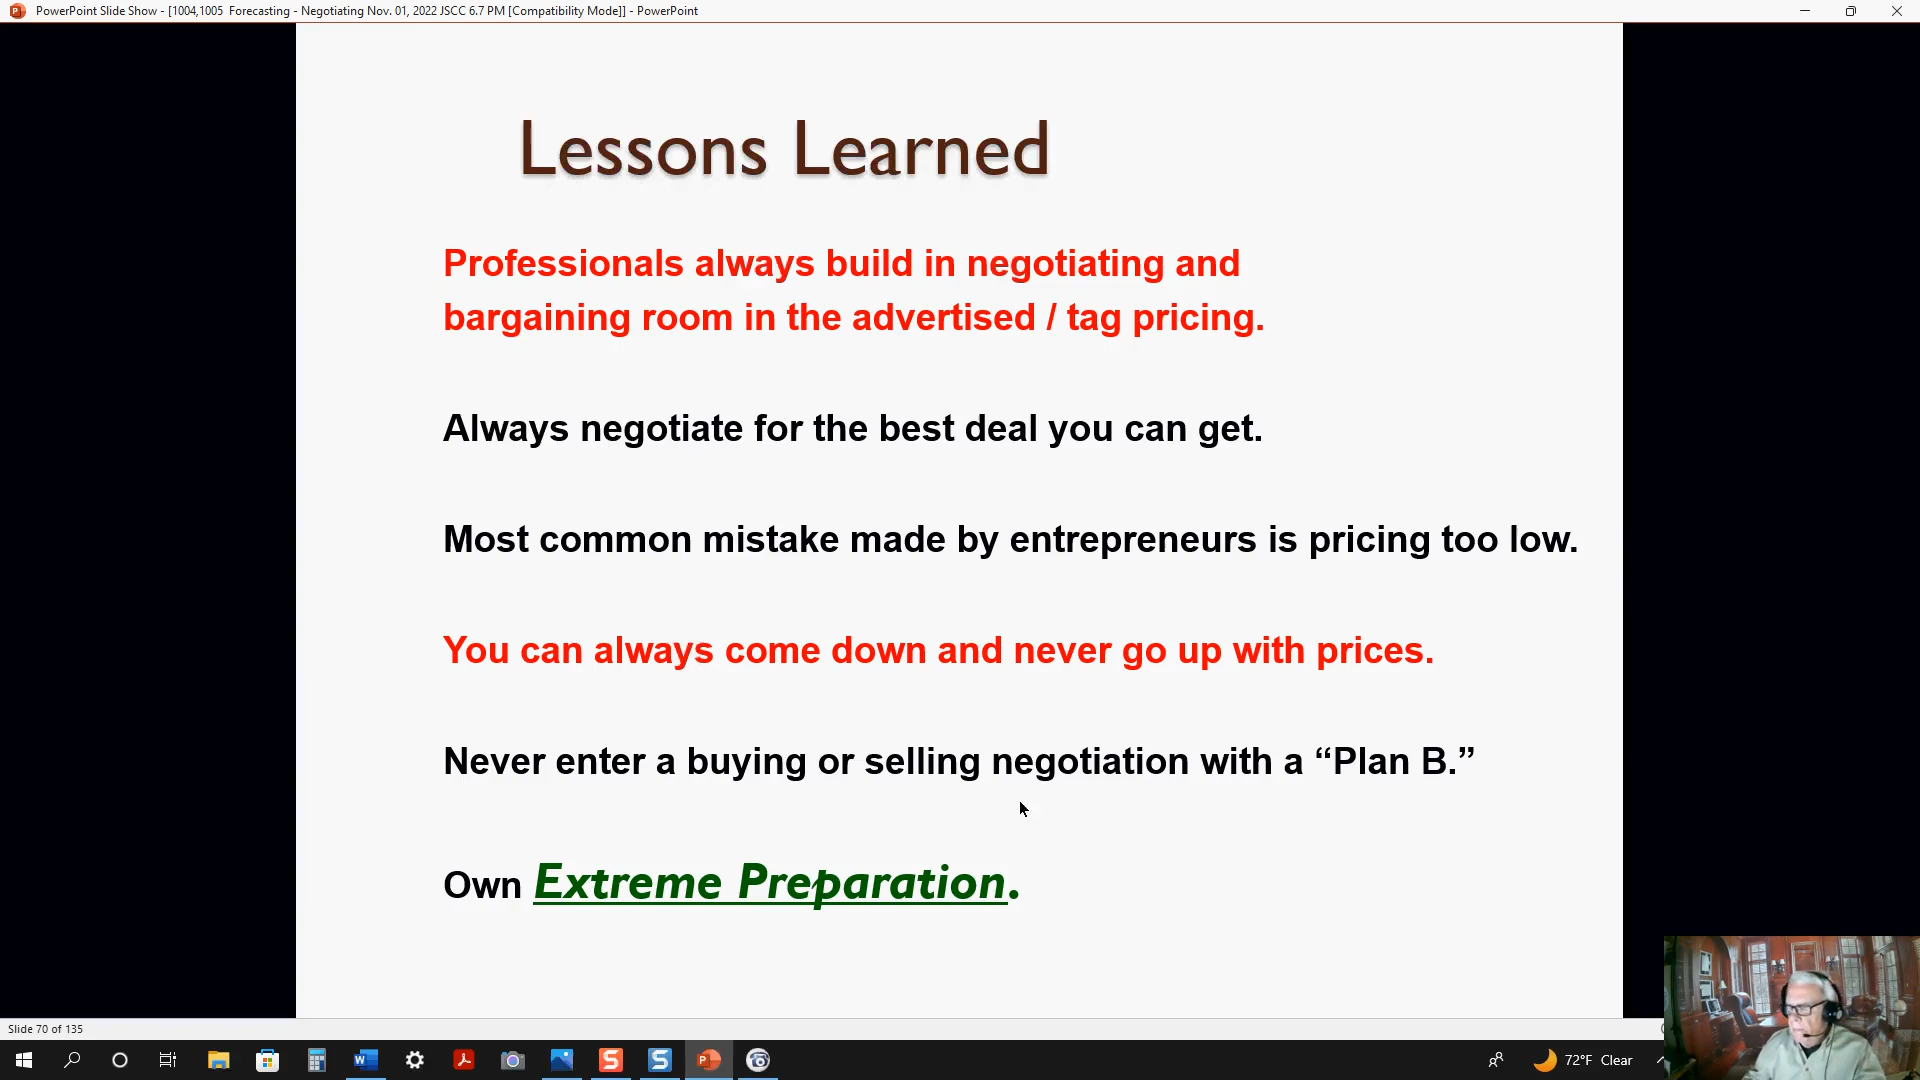 PowerPoint Slide Show - [1004,1005 Forecasting - Negotiating Nov. 01, 2022 JSCC 6.7 PM [Compatibility Mode]] - PowerPoint
Lessons Learned
Professionals always build in negotiating and
bargaining room in the advertised / tag pricing.
Always negotiate for the best deal you can get.
Most common mistake made by entrepreneurs is pricing too low.
You can always come down and never go up with prices.
Never enter a buying or selling negotiation with a “Plan B.”
Own Extreme Preparation.
Slide 70 of 135
72°F Clear